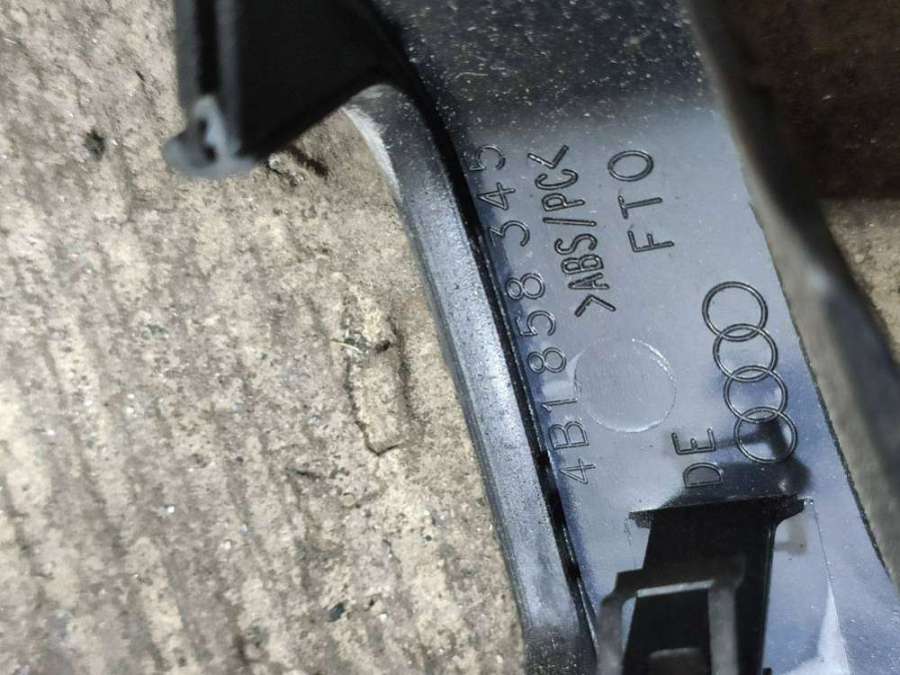 4B1858345
>ABS/PC<
FTO
DE